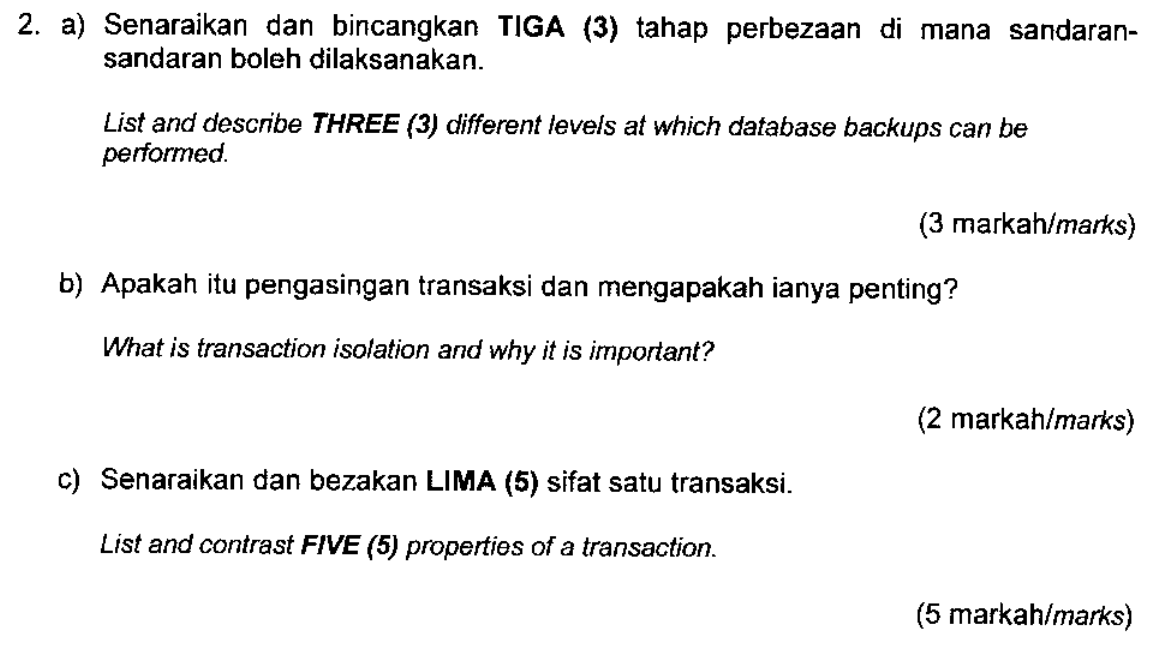 2. a) Senaraikan dan bincangkan TIGA (3) tahap perbezaan di mana sandaran-
sandaran boleh dilaksanakan.
List and describe THREE (3) different levels at which database backups can be
performed.
(3 markah/marks)
b) Apakah itu pengasingan transaksi dan mengapakah ianya penting?
What is transaction isolation and why it is important?
(2 markah/marks)
c) Senaraikan dan bezakan LIMA (5) sifat satu transaksi.
List and contrast FIVE (5) properties of a transaction.
(5 markah/marks)